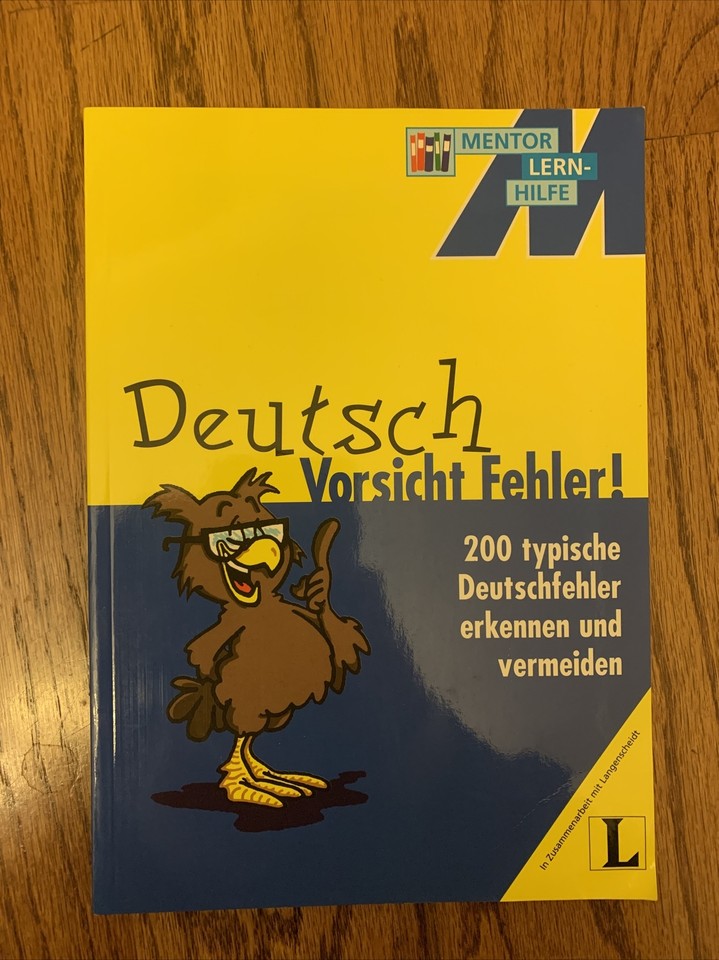 MENTOR
LERN-
HILFE
Deutsch
Vorsicht Fehler!
200 typische
Deutschfehler
erkennen und
vermeiden
In Zusammenarbeit mit Langenscheidt
L